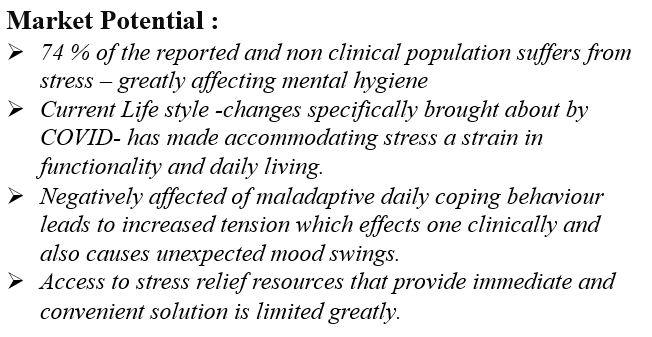 Market Potential :
➢ 74 % of the reported and non clinical population suffers from
stress – greatly affecting mental hygiene
➢ Current Life style -changes specifically brought about by
COVID- has made accommodating stress a strain in
functionality and daily living.
➢ Negatively affected of maladaptive daily coping behaviour
leads to increased tension which effects one clinically and
also causes unexpected mood swings.
➢ Access to stress relief resources that provide immediate and
convenient solution is limited greatly.